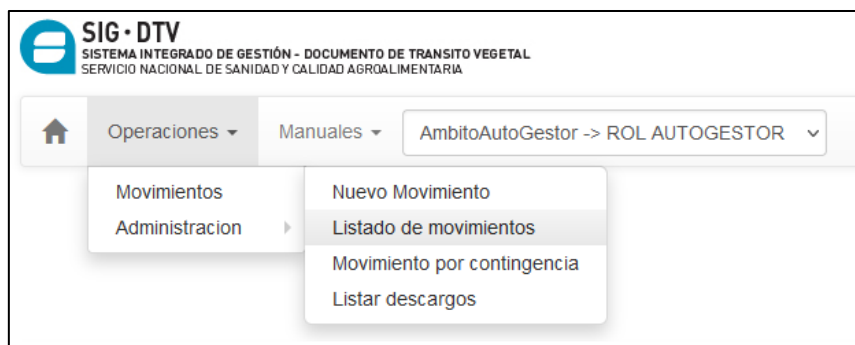 SIG · DTV
SISTEMA INTEGRADO DE GESTIÓN - DOCUMENTO DE TRANSITO VEGETAL
SERVICIO NACIONAL DE SANIDAD Y CALIDAD AGROALIMENTARIA
Operaciones Manuales AmbitoAutoGestor -> ROL AUTOGESTOR
Movimientos Nuevo Movimiento
Administracion Listado de movimientos
Movimiento por contingencia
Listar descargos